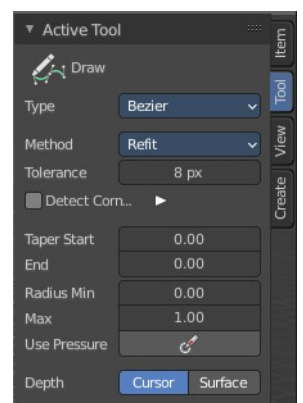 Active Tool
Draw
Type Bezier
Method Refit
Tolerance 8 px
Detect Corn...
Taper Start 0.00
End 0.00
Radius Min 0.00
Max 1.00
Use Pressure
Depth Cursor Surface
Item
Tool
View
Create